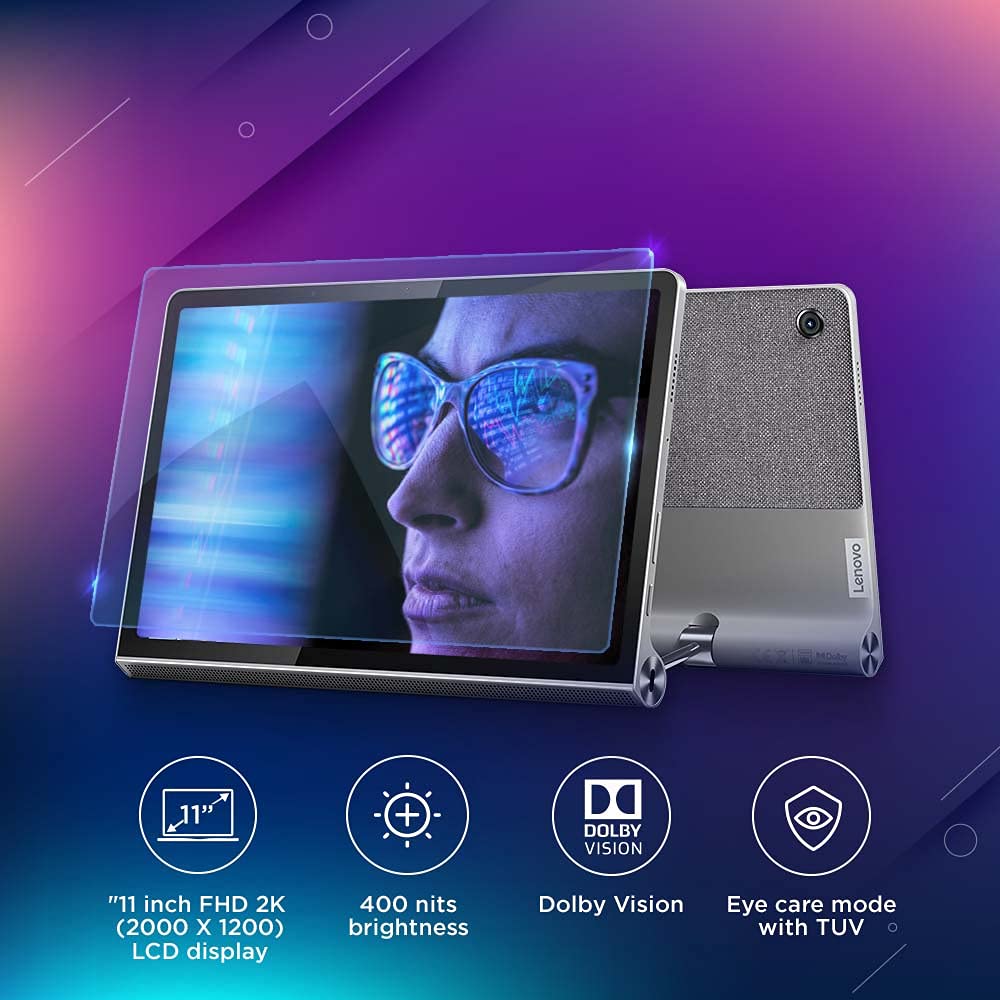 Lenovo
Dolby
11”
DOLBY
VISION
"11 inch FHD 2K
(2000 X 1200)
LCD display
400 nits
brightness
Dolby Vision
Eye care mode
with TUV